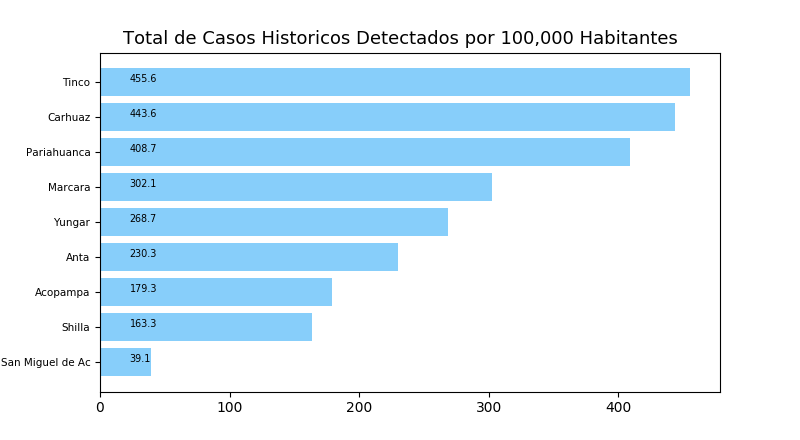 Total de Casos Historicos Detectados por 100,000 Habitantes
Tinco 455.6
Carhuaz 443.6
Pariahuanca 408.7
Marcara 302.1
Yungar 268.7
Anta 230.3
Acopampa 179.3
Shilla 163.3
San Miguel de Ac 39.1
0 100 200 300 400